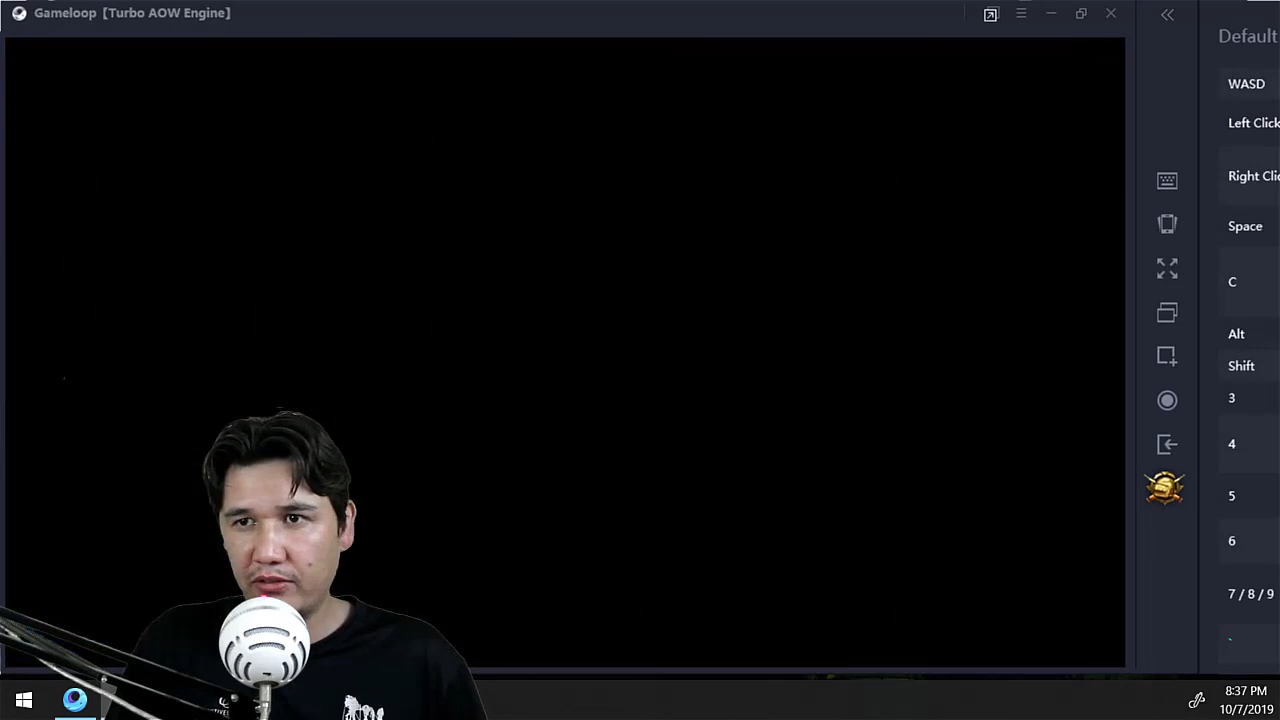 Gameloop【Turbo AOW Engine】
Default
WASD
Left Click
Right Clic
Space
C
Alt
Shift
3
4
5
6
7 / 8 / 9
`
8:37 PM
10/7/2019